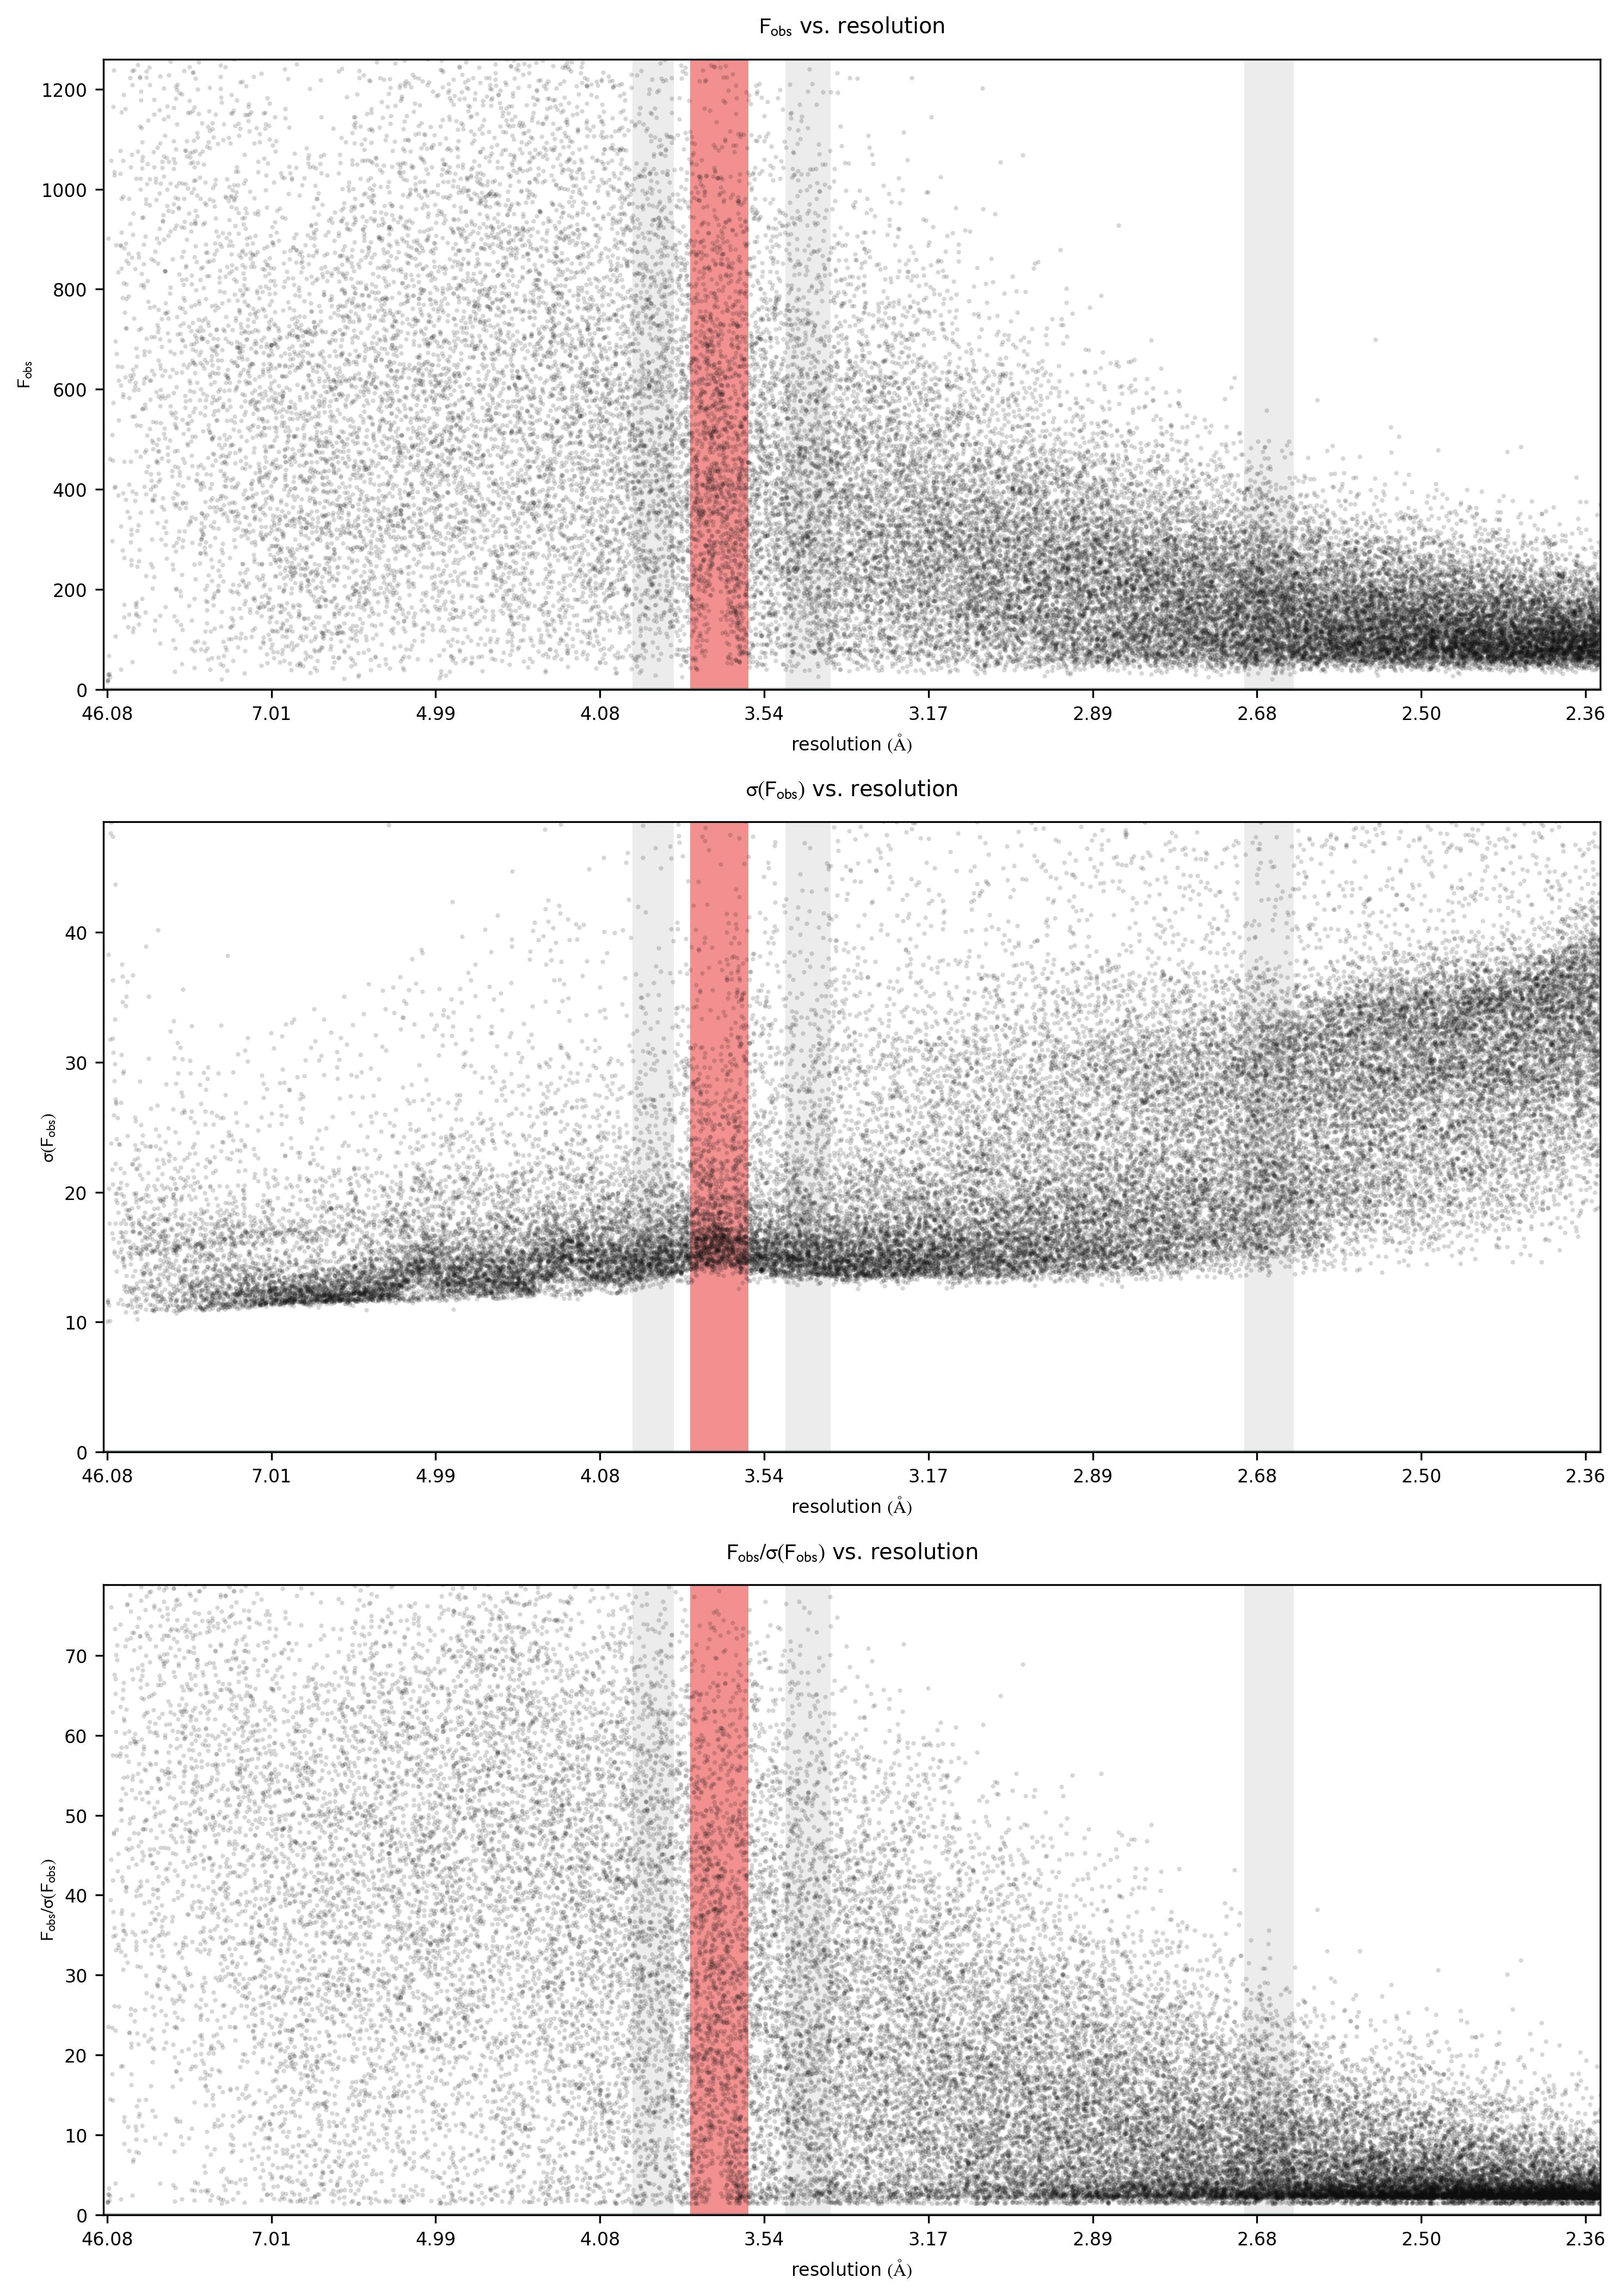 Fobs vs. resolution
1200
1000
800
600
400
200
0
Fobs
46.08 7.01 4.99 4.08 3.54 3.17 2.89 2.68 2.50 2.36
resolution (Å)
σ(Fobs) vs. resolution
40
30
20
10
0
σ(Fobs)
46.08 7.01 4.99 4.08 3.54 3.17 2.89 2.68 2.50 2.36
resolution (Å)
Fobs/σ(Fobs) vs. resolution
70
60
50
40
30
20
10
0
Fobs/σ(Fobs)
46.08 7.01 4.99 4.08 3.54 3.17 2.89 2.68 2.50 2.36
resolution (Å)